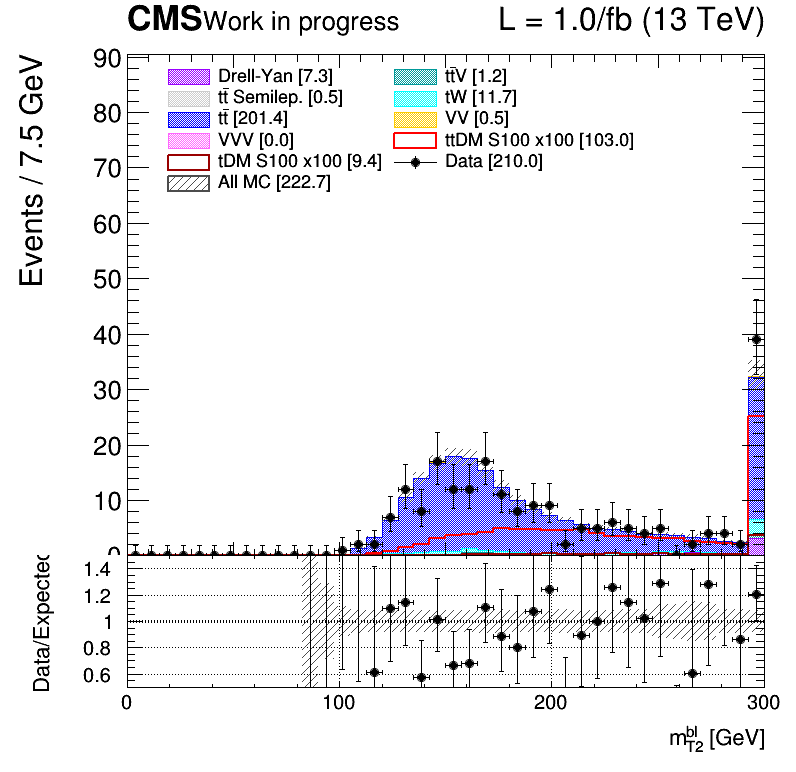 CMS Work in progress L = 1.0/fb (13 TeV)
Events / 7.5 GeV
90
80
70
60
50
40
30
20
10
0
Drell-Yan [7.3] tt̄V [1.2]
tt̄ Semilep. [0.5] tW [11.7]
tt̄ [201.4] VV [0.5]
VVV [0.0] ttDM S100 x100 [103.0]
tDM S100 x100 [9.4] Data [210.0]
All MC [222.7]
Data/Expected
1.4
1.2
1
0.8
0.6
0 100 200 300
m_T2^bl [GeV]